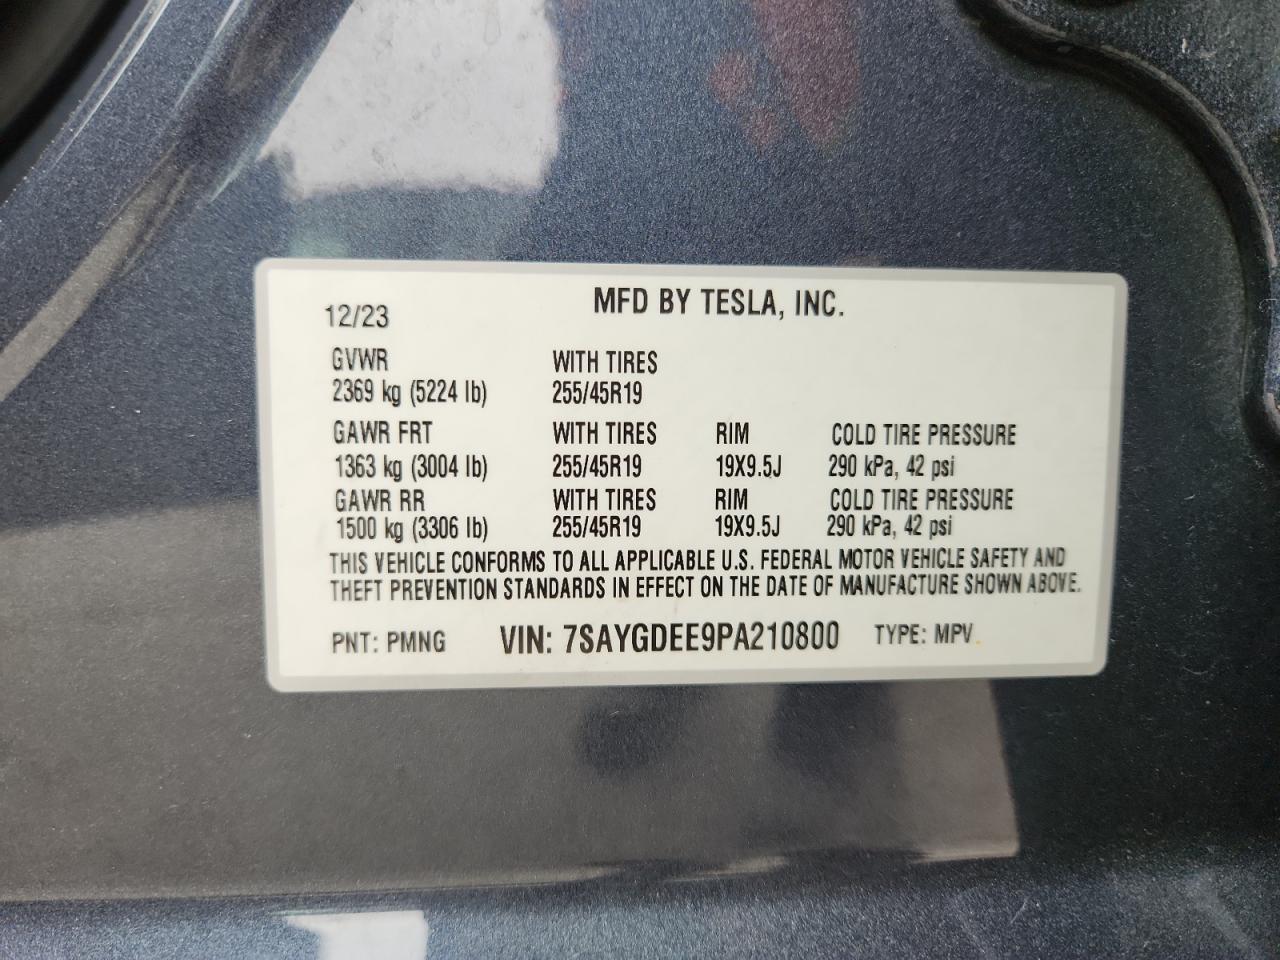 MFD BY TESLA, INC.
12/23
GVWR WITH TIRES
2369 kg (5224 lb) 255/45R19
GAWR FRT WITH TIRES RIM COLD TIRE PRESSURE
1363 kg (3004 lb) 255/45R19 19X9.5J 290 kPa, 42 psi
GAWR RR WITH TIRES RIM COLD TIRE PRESSURE
1500 kg (3306 lb) 255/45R19 19X9.5J 290 kPa, 42 psi
THIS VEHICLE CONFORMS TO ALL APPLICABLE U.S. FEDERAL MOTOR VEHICLE SAFETY AND
THEFT PREVENTION STANDARDS IN EFFECT ON THE DATE OF MANUFACTURE SHOWN ABOVE.
PNT: PMNG VIN: 7SAYGDEE9PA210800 TYPE: MPV